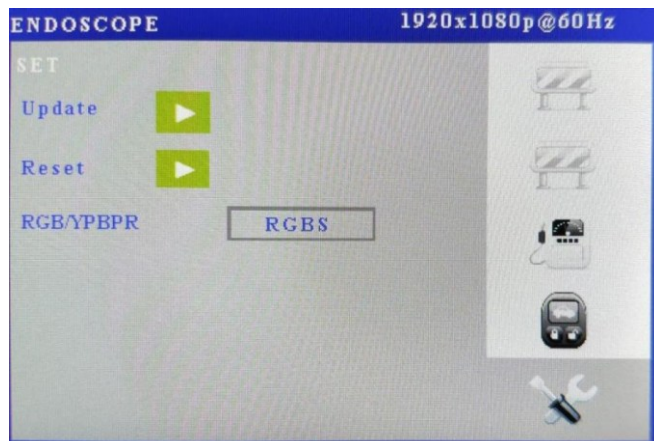 ENDOSCOPE 1920x1080p@60Hz
SET
Update
Reset
RGB/YPBPR RGBS